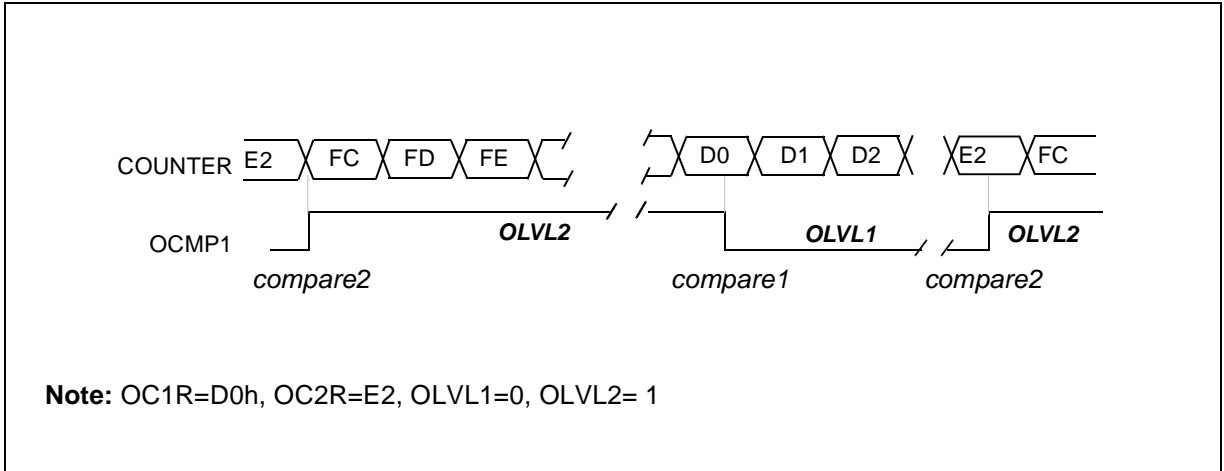 COUNTER E2 FC FD FE D0 D1 D2 E2 FC
OCMP1 OLVL2 OLVL1 OLVL2
compare2 compare1 compare2
Note: OC1R=D0h, OC2R=E2, OLVL1=0, OLVL2= 1